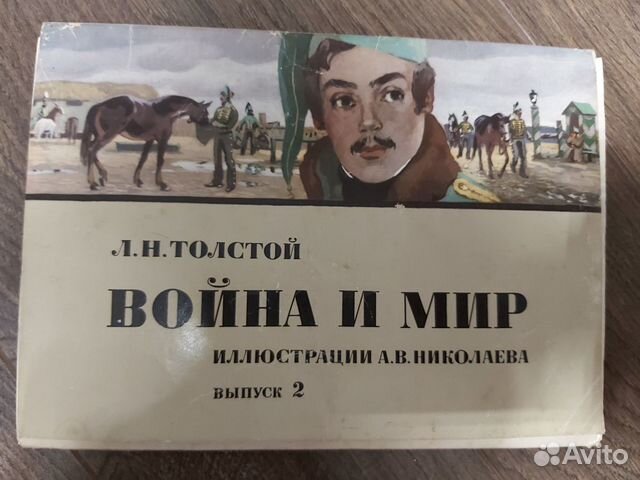 Л.Н.ТОЛСТОЙ
ВОЙНА И МИР
ИЛЛЮСТРАЦИИ А.В.НИКОЛАЕВА
ВЫПУСК 2
Avito